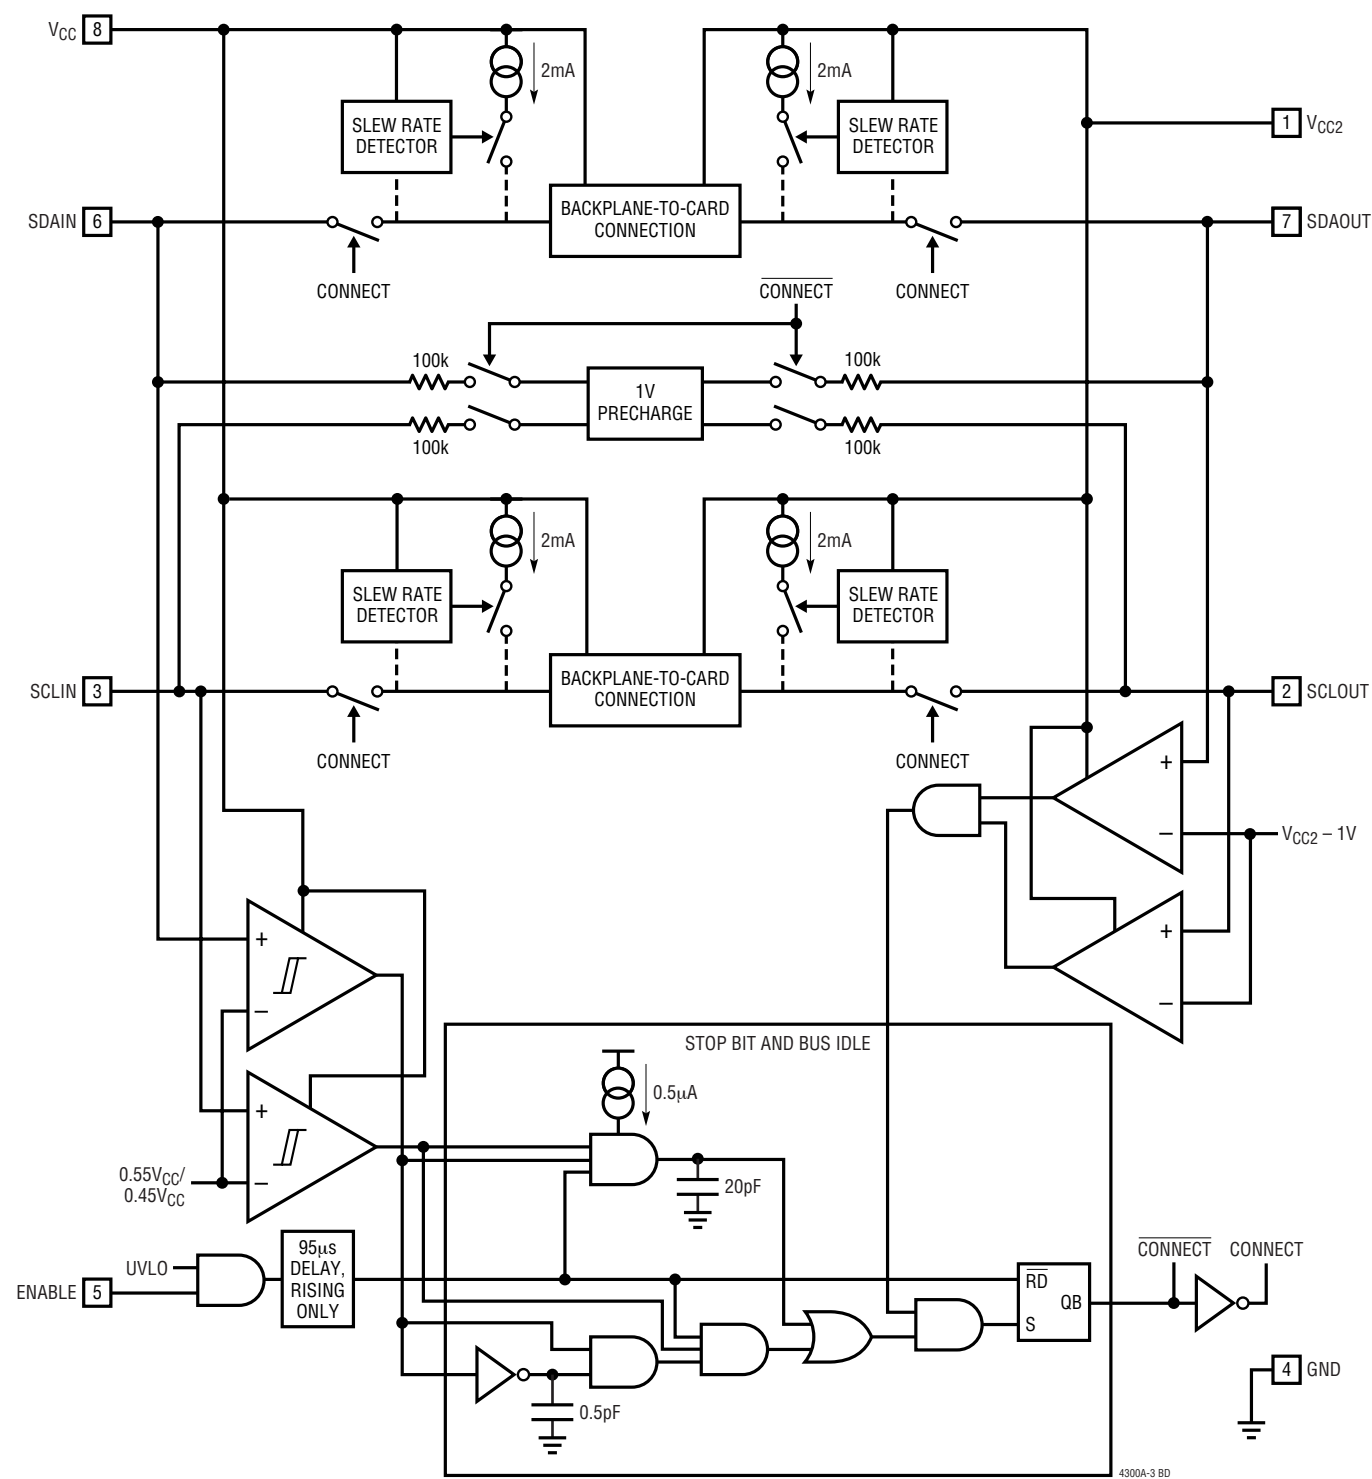 VCC 8
2mA
2mA
SLEW RATE
DETECTOR
SLEW RATE
DETECTOR
1 VCC2
BACKPLANE-TO-CARD
CONNECTION
SDAIN 6
7 SDAOUT
CONNECT
CONNECT
CONNECT
100k
100k
1V
PRECHARGE
100k
100k
2mA
2mA
SLEW RATE
DETECTOR
SLEW RATE
DETECTOR
BACKPLANE-TO-CARD
CONNECTION
SCLIN 3
2 SCLOUT
CONNECT
CONNECT
+
–
VCC2 – 1V
+
–
+
–
STOP BIT AND BUS IDLE
0.5µA
+
–
0.55VCC/
0.45VCC
20pF
UVLO
ENABLE 5
95µs
DELAY,
RISING
ONLY
CONNECT
CONNECT
RD
QB
S
4 GND
0.5pF
4300A-3 BD